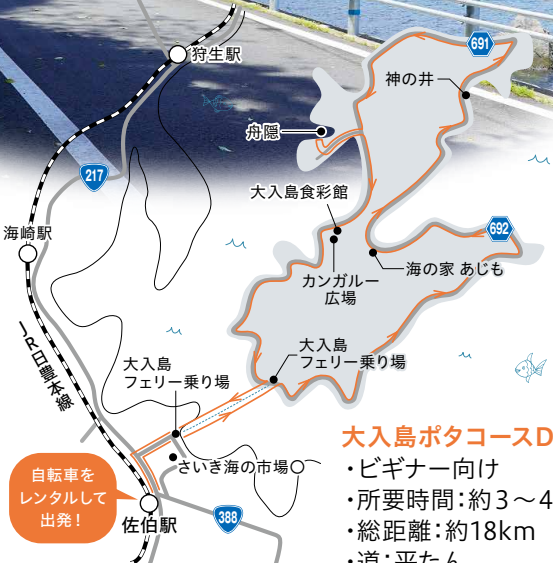 狩生駅
691
神の井
舟隠
217
大入島食彩館
692
海崎駅
カンガルー
広場
海の家 あじも
JR日豊本線
大入島
フェリー乗り場
大入島
フェリー乗り場
さいき海の市場○
自転車を
レンタルして
出発!
佐伯駅
388
大入島ポタコースD
・ビギナー向け
・所要時間:約3〜4
・総距離:約18km
・道:平たん